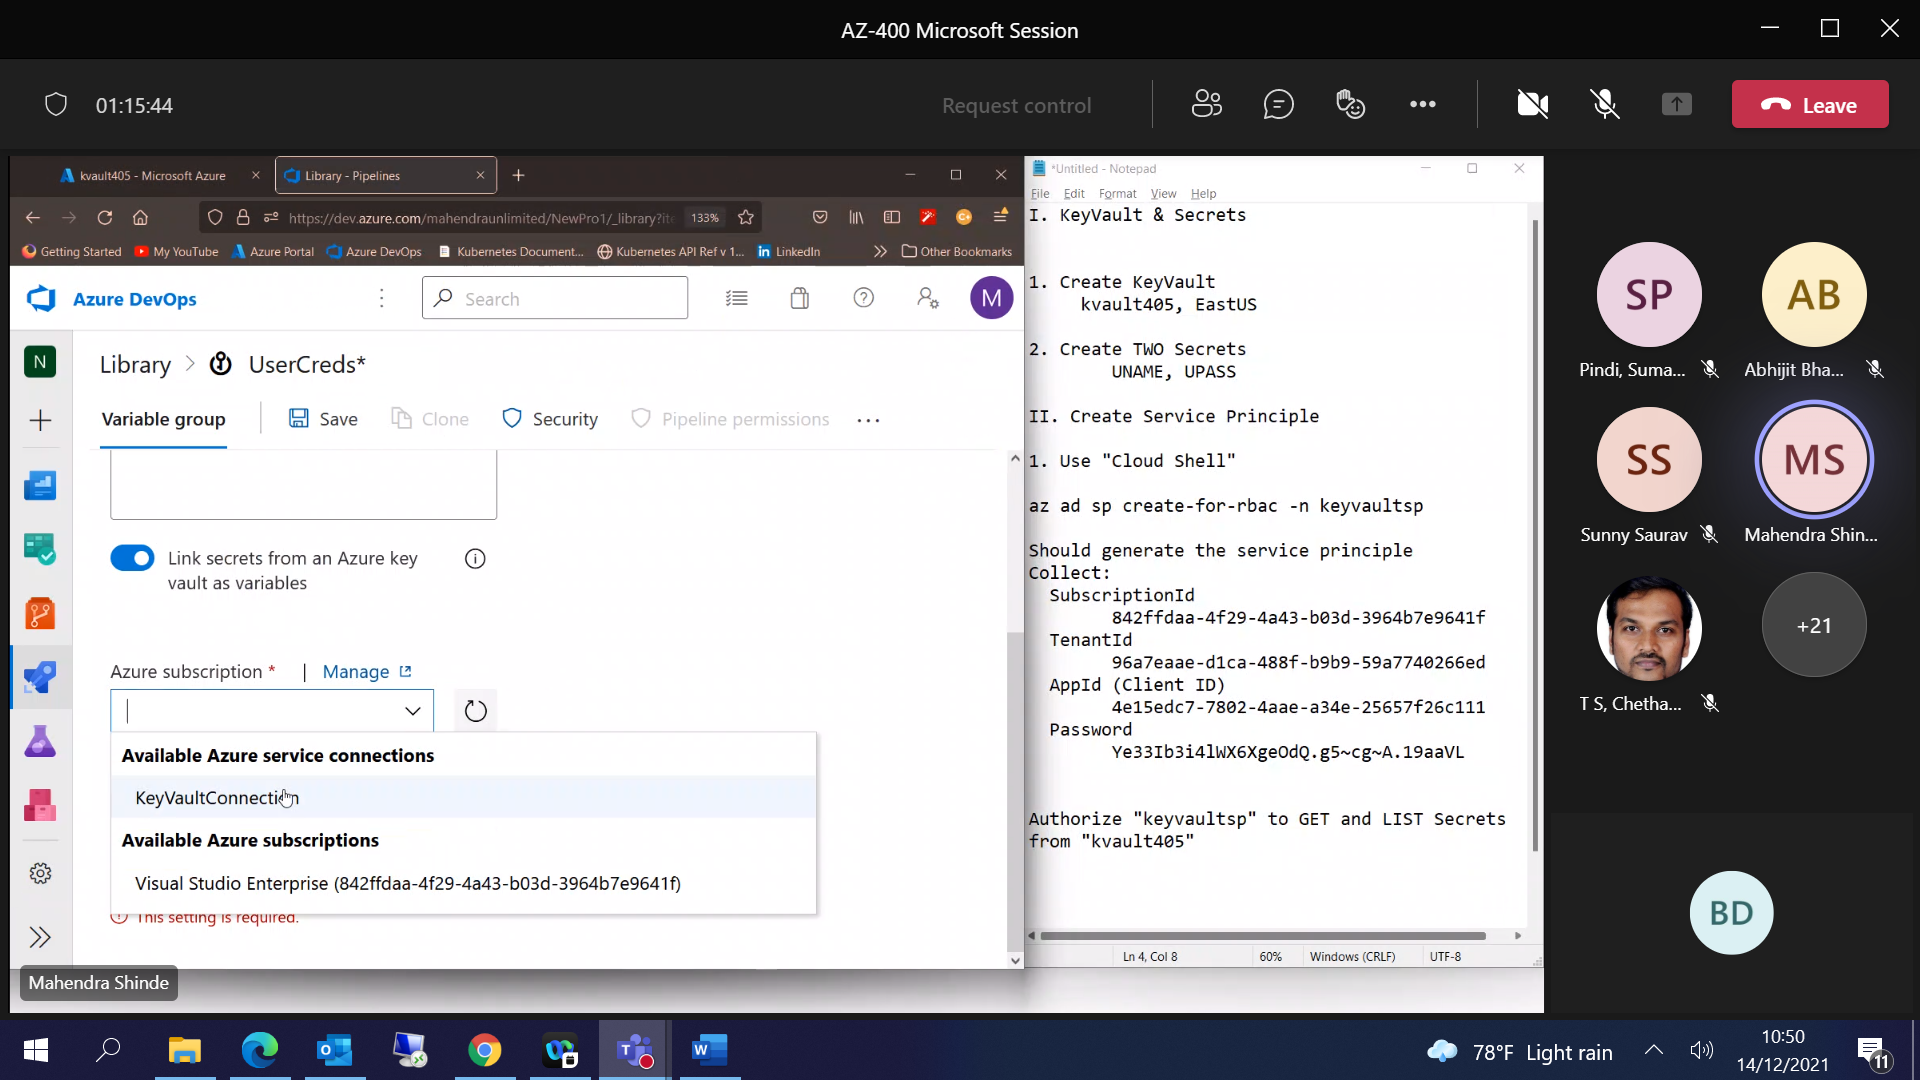 AZ-400 Microsoft Session
01:15:44
Request control
Leave
kvault405 - Microsoft Azure
Library - Pipelines
https://dev.azure.com/mahendraunlimited/NewPro1/_library?ite
133%
Getting Started
My YouTube
Azure Portal
Azure DevOps
Kubernetes Document...
Kubernetes API Ref v 1...
LinkedIn
Other Bookmarks
Azure DevOps
Search
M
N
Library
UserCreds*
Variable group
Save
Clone
Security
Pipeline permissions
Link secrets from an Azure key
vault as variables
Azure subscription *
Manage
Available Azure service connections
KeyVaultConnection
Available Azure subscriptions
Visual Studio Enterprise (842ffdaa-4f29-4a43-b03d-3964b7e9641f)
This setting is required.
Mahendra Shinde
*Untitled - Notepad
File Edit Format View Help
I. KeyVault & Secrets
1. Create KeyVault
kvault405, EastUS
2. Create TWO Secrets
UNAME, UPASS
II. Create Service Principle
1. Use "Cloud Shell"
az ad sp create-for-rbac -n keyvaultsp
Should generate the service principle
Collect:
SubscriptionId
842ffdaa-4f29-4a43-b03d-3964b7e9641f
TenantId
96a7eaae-d1ca-488f-b9b9-59a7740266ed
AppId (Client ID)
4e15edc7-7802-4aae-a34e-25657f26c111
Password
Ye33Ib3i4lWX6XgeOdQ.g5~cg~A.19aaVL
Authorize "keyvaultsp" to GET and LIST Secrets
from "kvault405"
Ln 4, Col 8
60%
Windows (CRLF)
UTF-8
SP
Pindi, Suma...
AB
Abhijit Bha...
SS
Sunny Saurav
MS
Mahendra Shin...
T S, Chetha...
+21
BD
78°F Light rain
10:50
14/12/2021
11